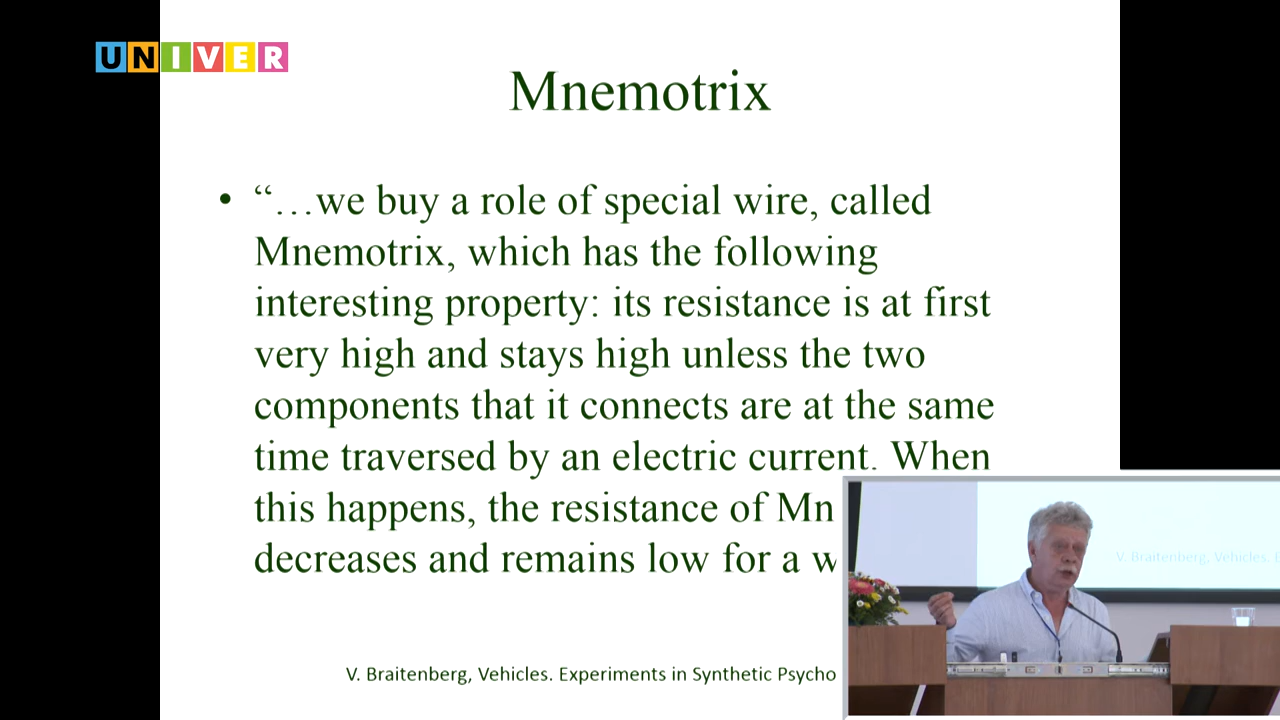 UNIVER
Mnemotrix
• “…we buy a role of special wire, called
Mnemotrix, which has the following
interesting property: its resistance is at first
very high and stays high unless the two
components that it connects are at the same
time traversed by an electric current. When
this happens, the resistance of Mn
decreases and remains low for a w
V. Braitenberg, Vehicles. Experiments in Synthetic Psycho
V. Braitenberg, Vehicles.